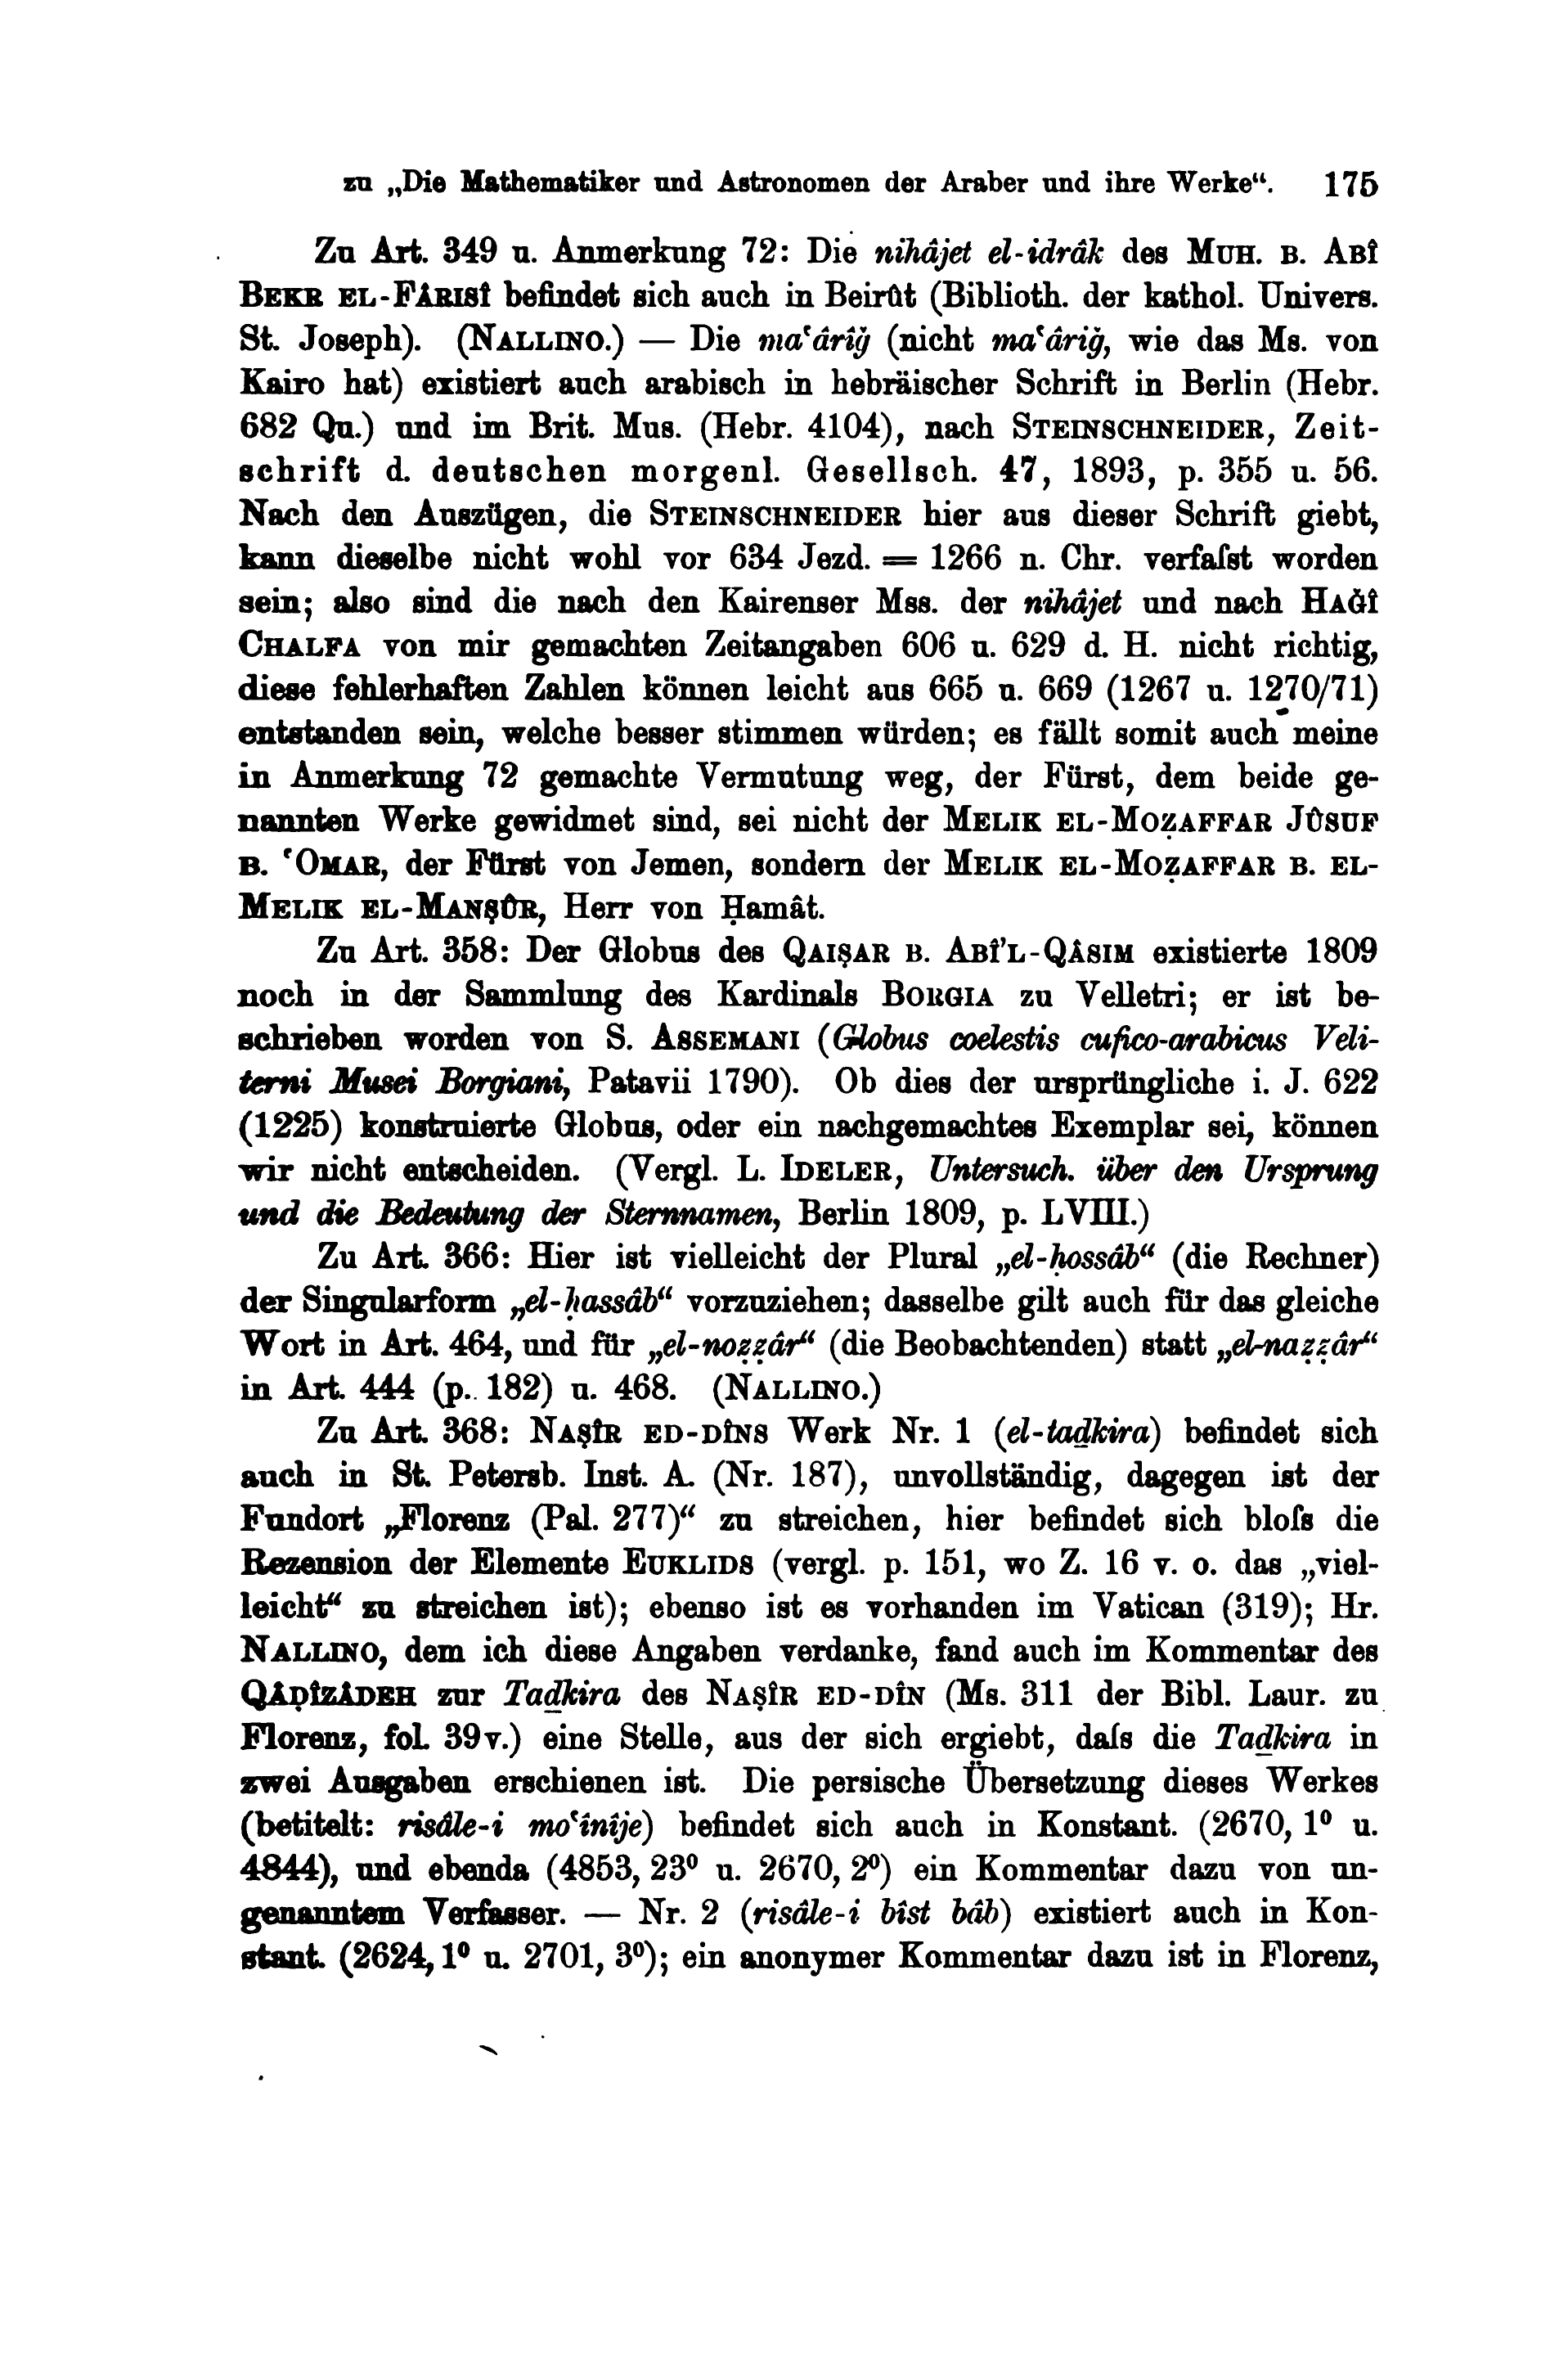 zu „Die Mathematiker und Astronomen der Araber und ihre Werke“. 175
Zu Art. 349 u. Anmerkung 72: Die nihâjet el-idrâk des MUH. B. ABÎ
BEKR EL-FÂRISÎ befindet sich auch in Beirût (Biblioth. der kathol. Univers.
St. Joseph). (NALLINO.) — Die ma‘ârîǧ (nicht ma‘âriǧ, wie das Ms. von
Kairo hat) existiert auch arabisch in hebräischer Schrift in Berlin (Hebr.
682 Qu.) und im Brit. Mus. (Hebr. 4104), nach STEINSCHNEIDER, Zeit-
schrift d. deutschen morgenl. Gesellsch. 47, 1893, p. 355 u. 56.
Nach den Auszügen, die STEINSCHNEIDER hier aus dieser Schrift giebt,
kann dieselbe nicht wohl vor 634 Jezd. = 1266 n. Chr. verfaſst worden
sein; also sind die nach den Kairenser Mss. der nihâjet und nach HAǦÎ
CHALFA von mir gemachten Zeitangaben 606 u. 629 d. H. nicht richtig,
diese fehlerhaften Zahlen können leicht aus 665 u. 669 (1267 u. 1270/71)
entstanden sein, welche besser stimmen würden; es fällt somit auch meine
in Anmerkung 72 gemachte Vermutung weg, der Fürst, dem beide ge-
nannten Werke gewidmet sind, sei nicht der MELIK EL-MOẒAFFAR JÛSUF
B. ‘OMAR, der Fürst von Jemen, sondern der MELIK EL-MOẒAFFAR B. EL-
MELIK EL-MANṢÛR, Herr von Ḥamât.
Zu Art. 358: Der Globus des QAIṢAR B. ABÎ’L-QÂSIM existierte 1809
noch in der Sammlung des Kardinals BORGIA zu Velletri; er ist be-
schrieben worden von S. ASSEMANI (Globus coelestis cufico-arabicus Veli-
terni Musei Borgiani, Patavii 1790). Ob dies der ursprüngliche i. J. 622
(1225) konstruierte Globus, oder ein nachgemachtes Exemplar sei, können
wir nicht entscheiden. (Vergl. L. IDELER, Untersuch. über den Ursprung
und die Bedeutung der Sternnamen, Berlin 1809, p. LVIII.)
Zu Art. 366: Hier ist vielleicht der Plural „el-ḥossâb“ (die Rechner)
der Singularform „el-ḥassâb“ vorzuziehen; dasselbe gilt auch für das gleiche
Wort in Art. 464, und für „el-noẓẓâr“ (die Beobachtenden) statt „el-naẓẓâr“
in Art. 444 (p. 182) u. 468. (NALLINO.)
Zu Art. 368: NAṢÎR ED-DÎNS Werk Nr. 1 (el-taḏkira) befindet sich
auch in St. Petersb. Inst. A. (Nr. 187), unvollständig, dagegen ist der
Fundort „Florenz (Pal. 277)“ zu streichen, hier befindet sich bloſs die
Rezension der Elemente EUKLIDS (vergl. p. 151, wo Z. 16 v. o. das „viel-
leicht“ zu streichen ist); ebenso ist es vorhanden im Vatican (319); Hr.
NALLINO, dem ich diese Angaben verdanke, fand auch im Kommentar des
QÂḌÎZÂDEH zur Taḏkira des NAṢÎR ED-DÎN (Ms. 311 der Bibl. Laur. zu
Florenz, fol. 39v.) eine Stelle, aus der sich ergiebt, daſs die Taḏkira in
zwei Ausgaben erschienen ist. Die persische Übersetzung dieses Werkes
(betitelt: risâle-i mo‘înîje) befindet sich auch in Konstant. (2670, 1⁰ u.
4844), und ebenda (4853, 23⁰ u. 2670, 2⁰) ein Kommentar dazu von un-
genanntem Verfasser. — Nr. 2 (risâle-i bîst bâb) existiert auch in Kon-
stant. (2624, 1⁰ u. 2701, 3⁰); ein anonymer Kommentar dazu ist in Florenz,